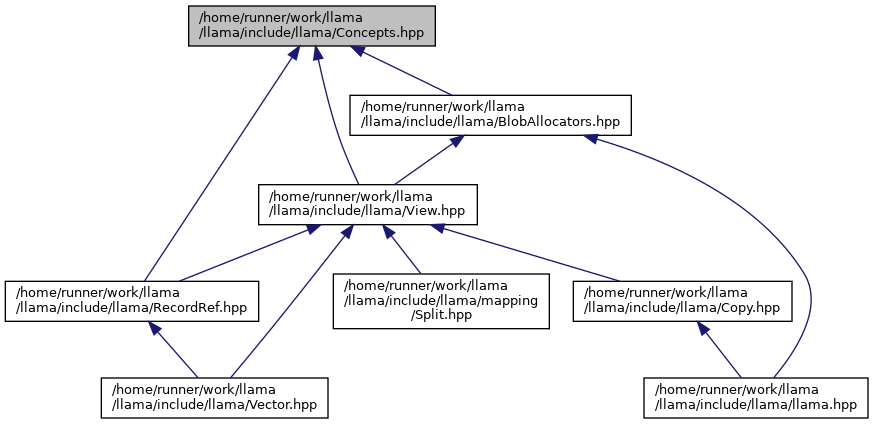 /home/runner/work/llama
/llama/include/llama/Concepts.hpp
/home/runner/work/llama
/llama/include/llama/BlobAllocators.hpp
/home/runner/work/llama
/llama/include/llama/View.hpp
/home/runner/work/llama
/llama/include/llama/RecordRef.hpp
/home/runner/work/llama
/llama/include/llama/mapping
/Split.hpp
/home/runner/work/llama
/llama/include/llama/Copy.hpp
/home/runner/work/llama
/llama/include/llama/Vector.hpp
/home/runner/work/llama
/llama/include/llama/llama.hpp